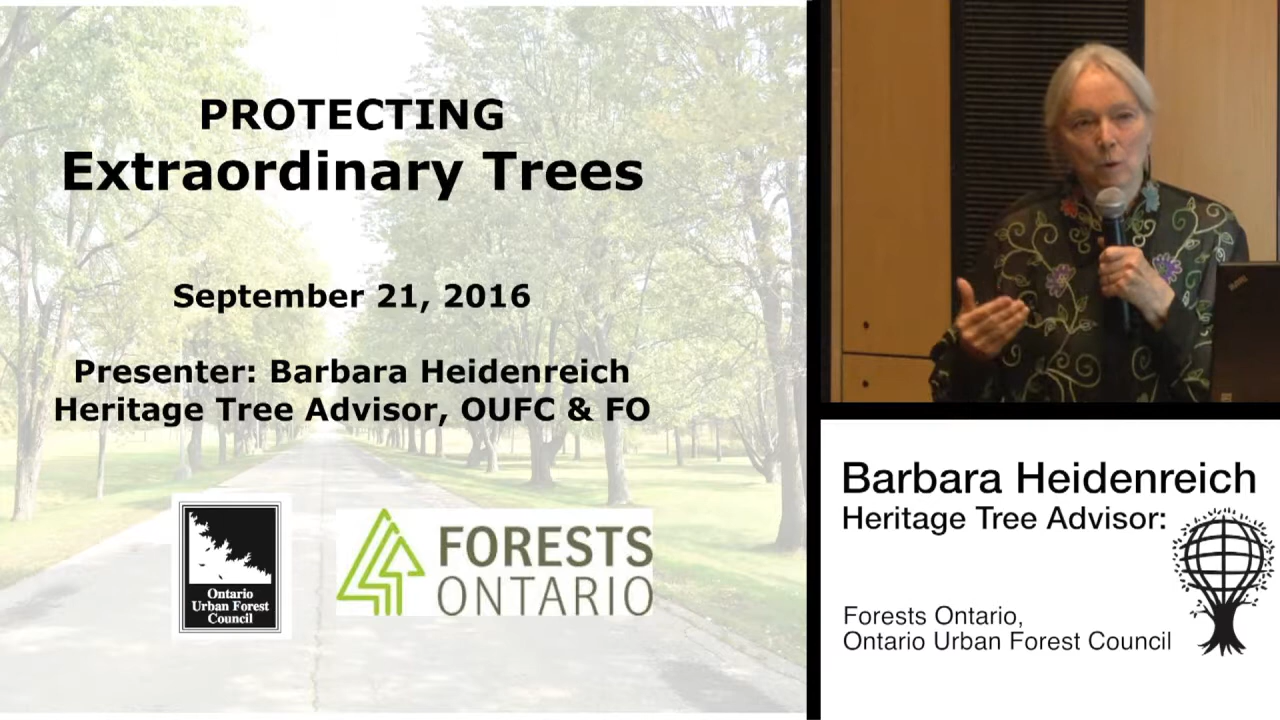 PROTECTING
Extraordinary Trees
September 21, 2016
Presenter: Barbara Heidenreich
Heritage Tree Advisor, OUFC & FO
Ontario
Urban Forest
Council
FORESTS
ONTARIO
Barbara Heidenreich
Heritage Tree Advisor:
Forests Ontario,
Ontario Urban Forest Council